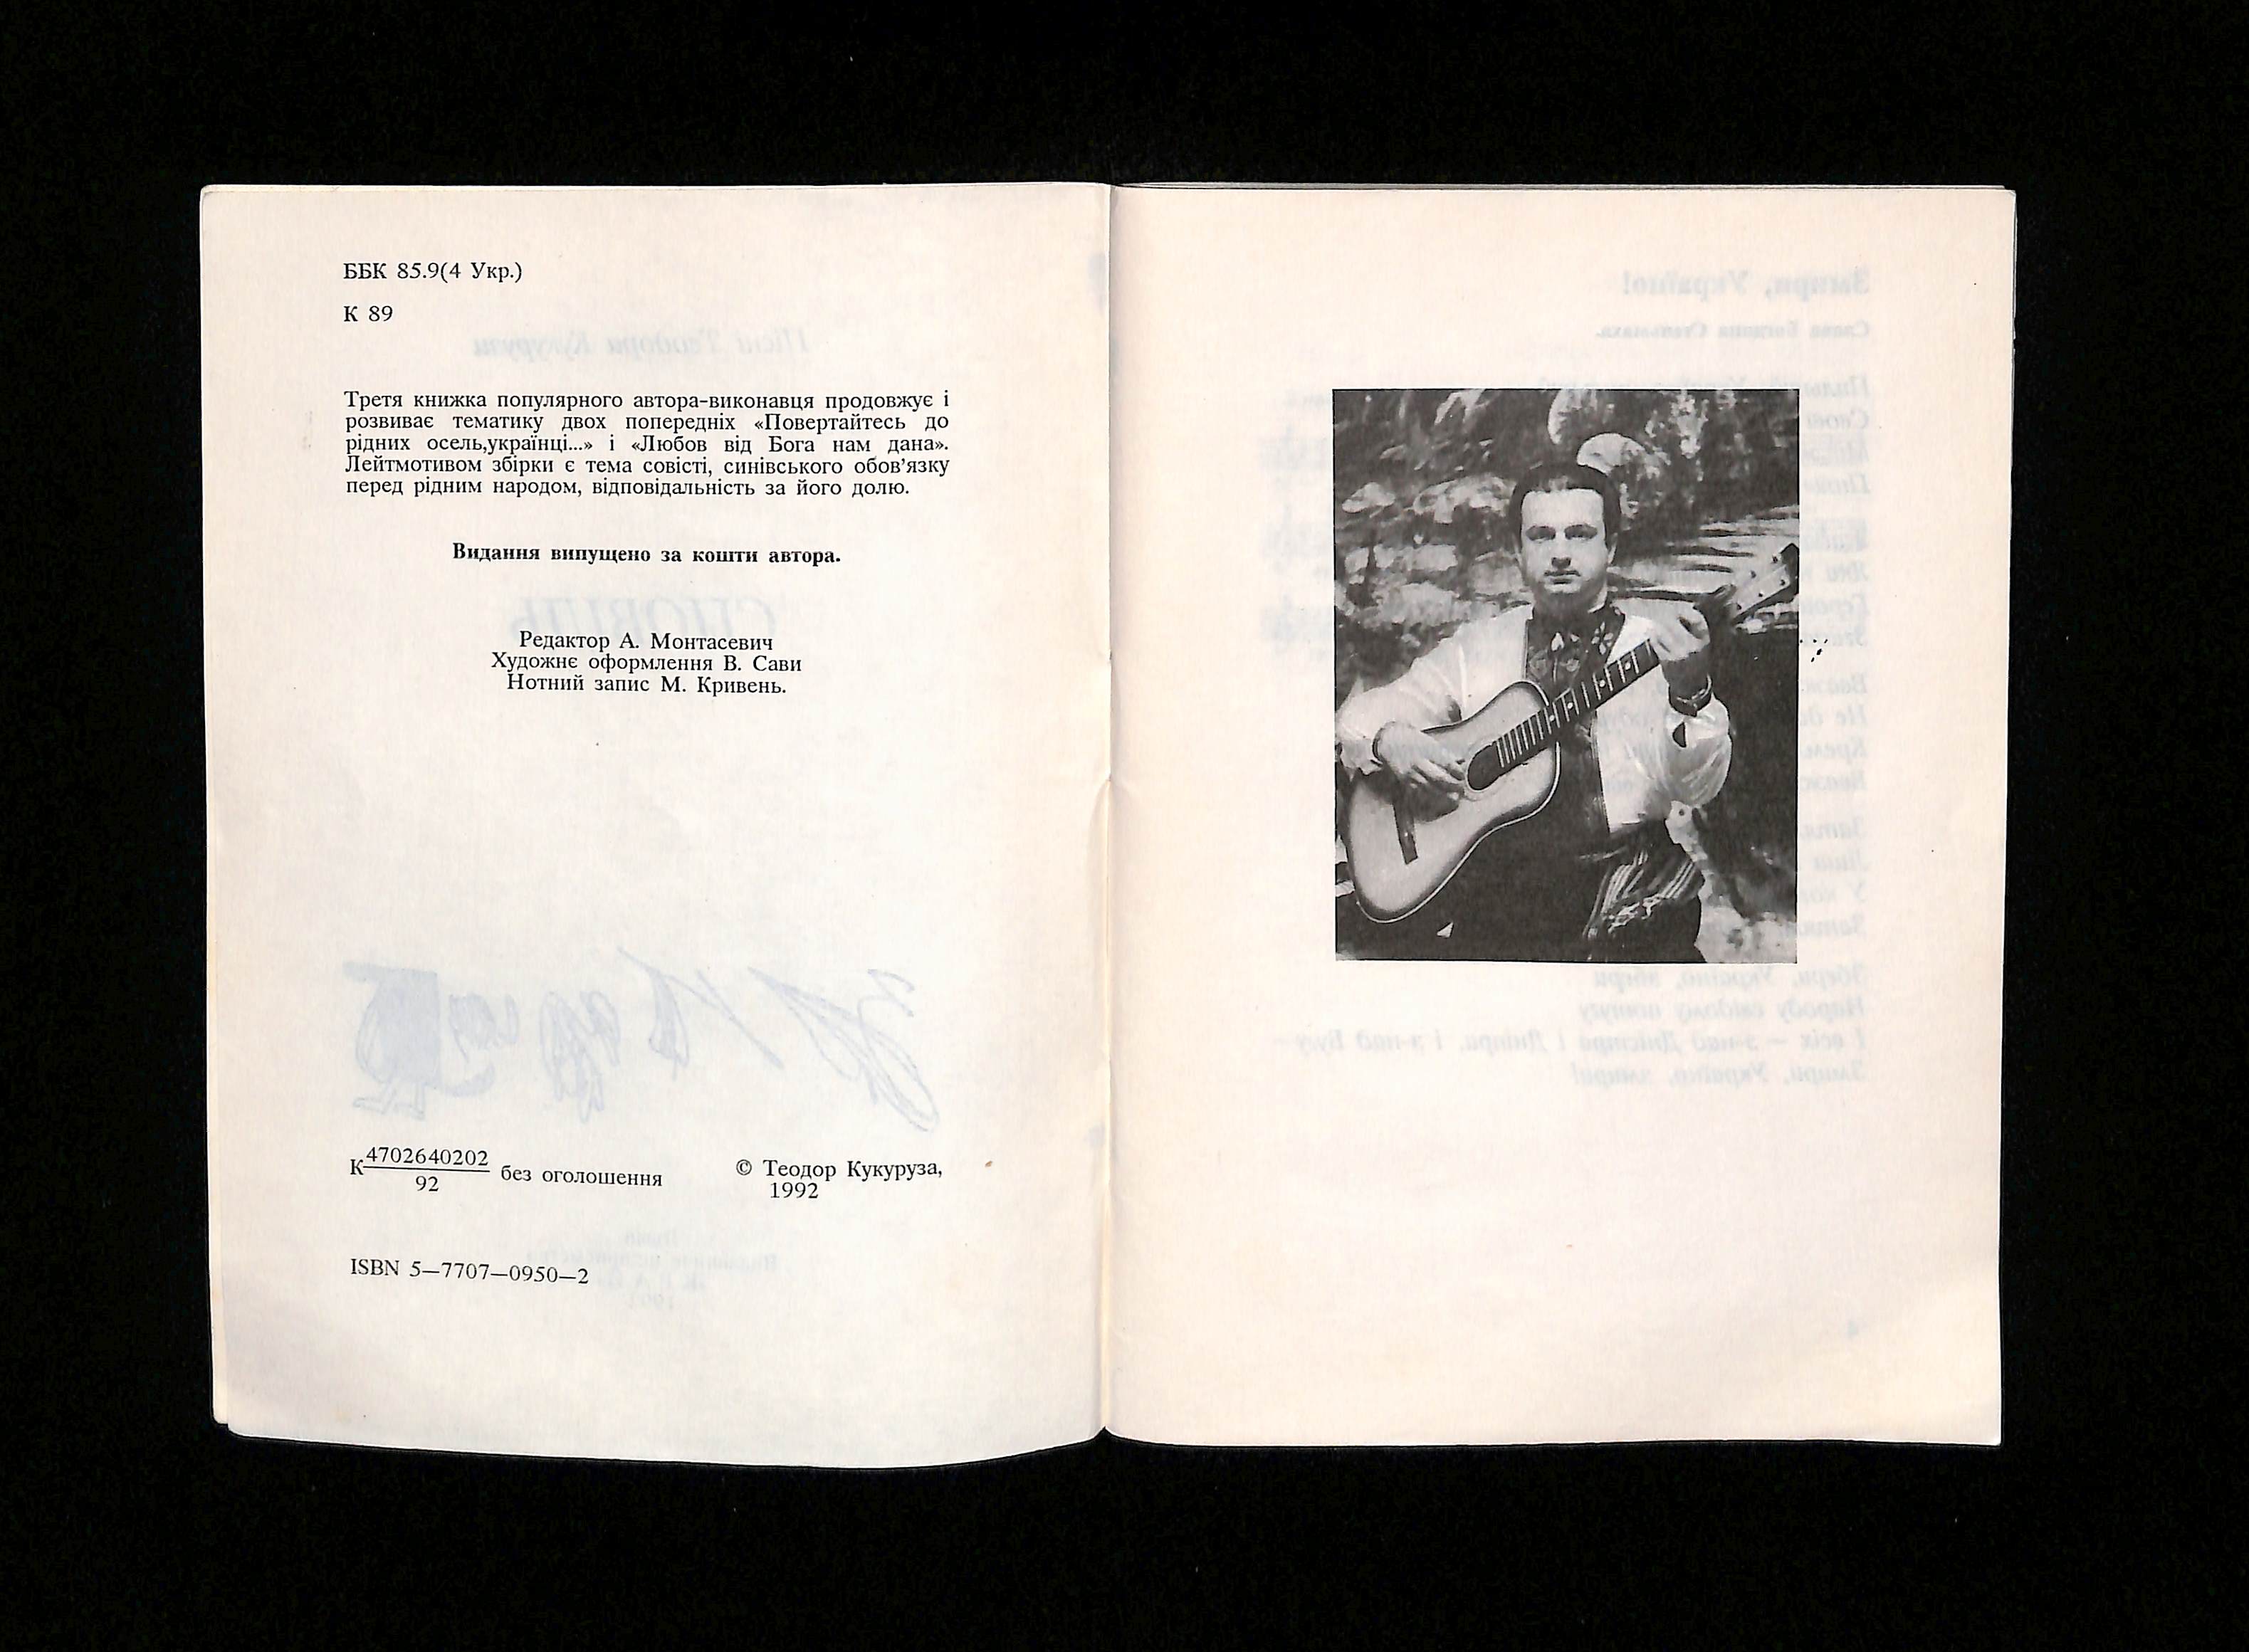 ББК 85.9(4 Укр.)
К 89
Третя книжка популярного автора-виконавця продовжує і
розвиває тематику двох попередніх «Повертайтесь до
рідних осель,українці...» і «Любов від Бога нам дана».
Лейтмотивом збірки є тема совісті, синівського обов’язку
перед рідним народом, відповідальність за його долю.
Видання випущено за кошти автора.
Редактор А. Монтасевич
Художнє оформлення В. Сави
Нотний запис М. Кривень.
К 4702640202
92
без оголошення
© Теодор Кукуруза,
1992
ISBN 5—7707—0950—2